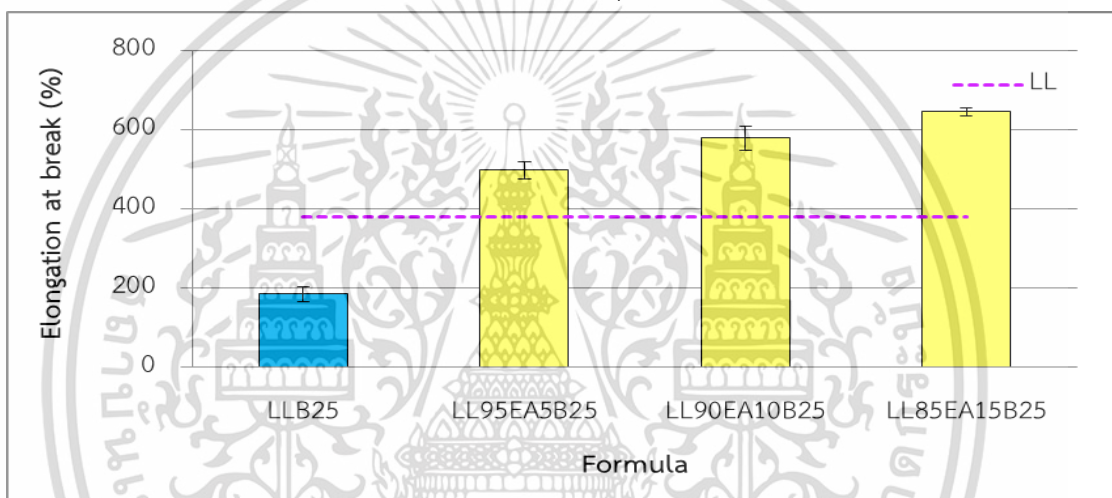 Elongation at break (%)
800
600
400
200
0
LL
LLB25 LL95EA5B25 LL90EA10B25 LL85EA15B25
Formula